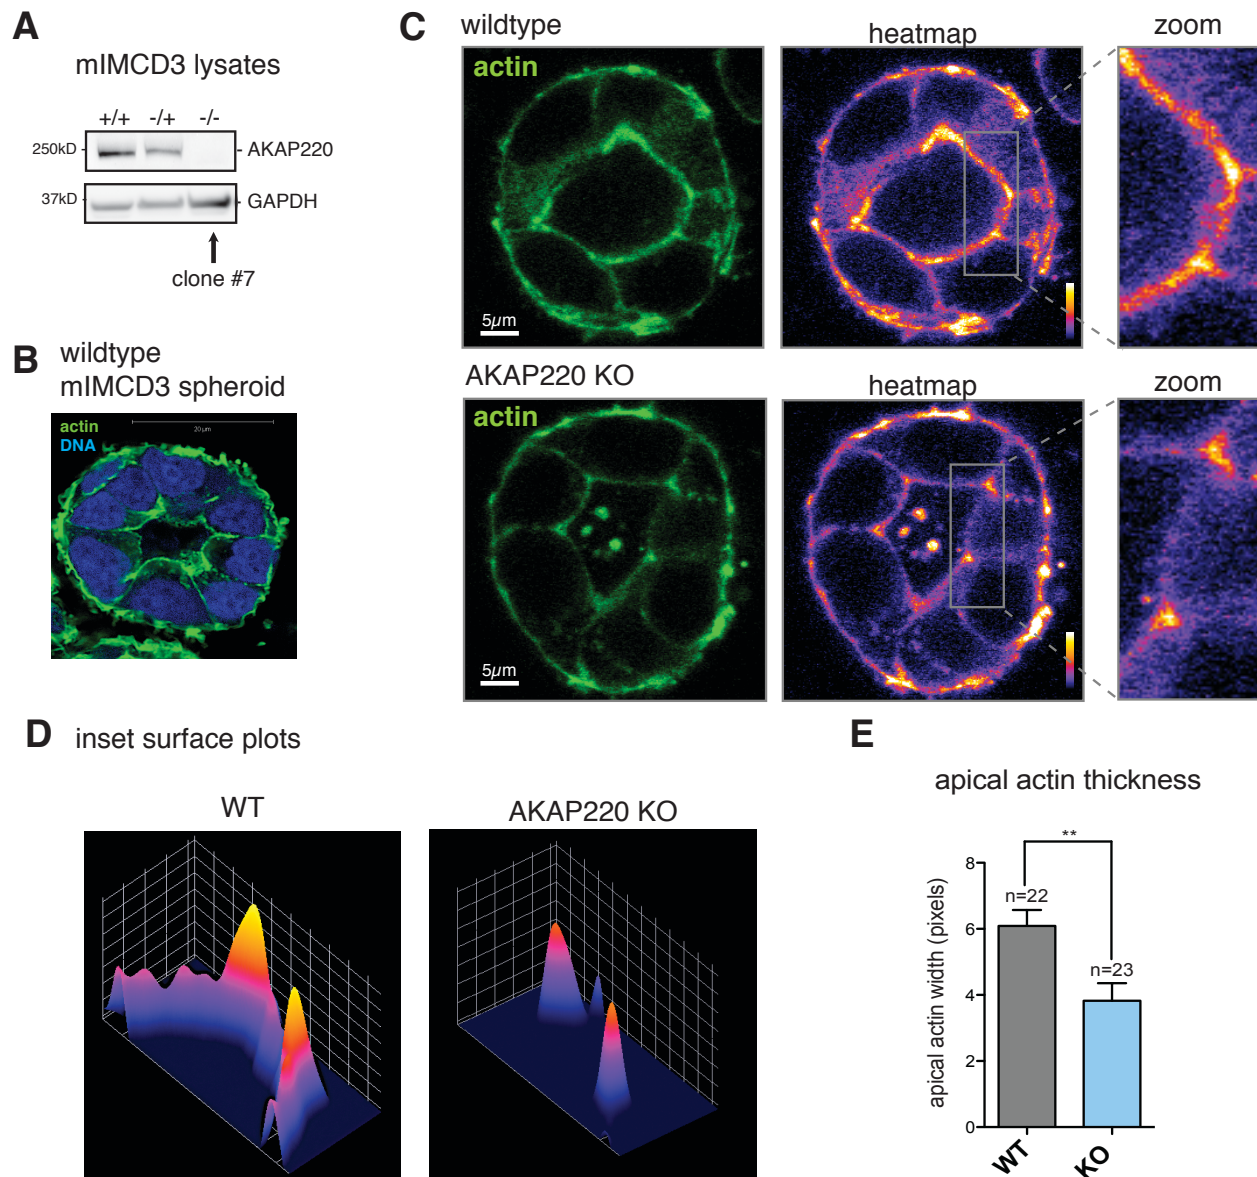 A
mIMCD3 lysates
+/+ -/+ -/-
250kD
- AKAP220
37kD
- GAPDH
clone #7
B
wildtype
mIMCD3 spheroid
actin
DNA
20 µm
C
wildtype
heatmap
zoom
actin
5µm
AKAP220 KO
heatmap
zoom
actin
5µm
D
inset surface plots
WT
AKAP220 KO
E
apical actin thickness
**
apical actin width (pixels)
8
6
4
2
0
n=22
n=23
WT
KO